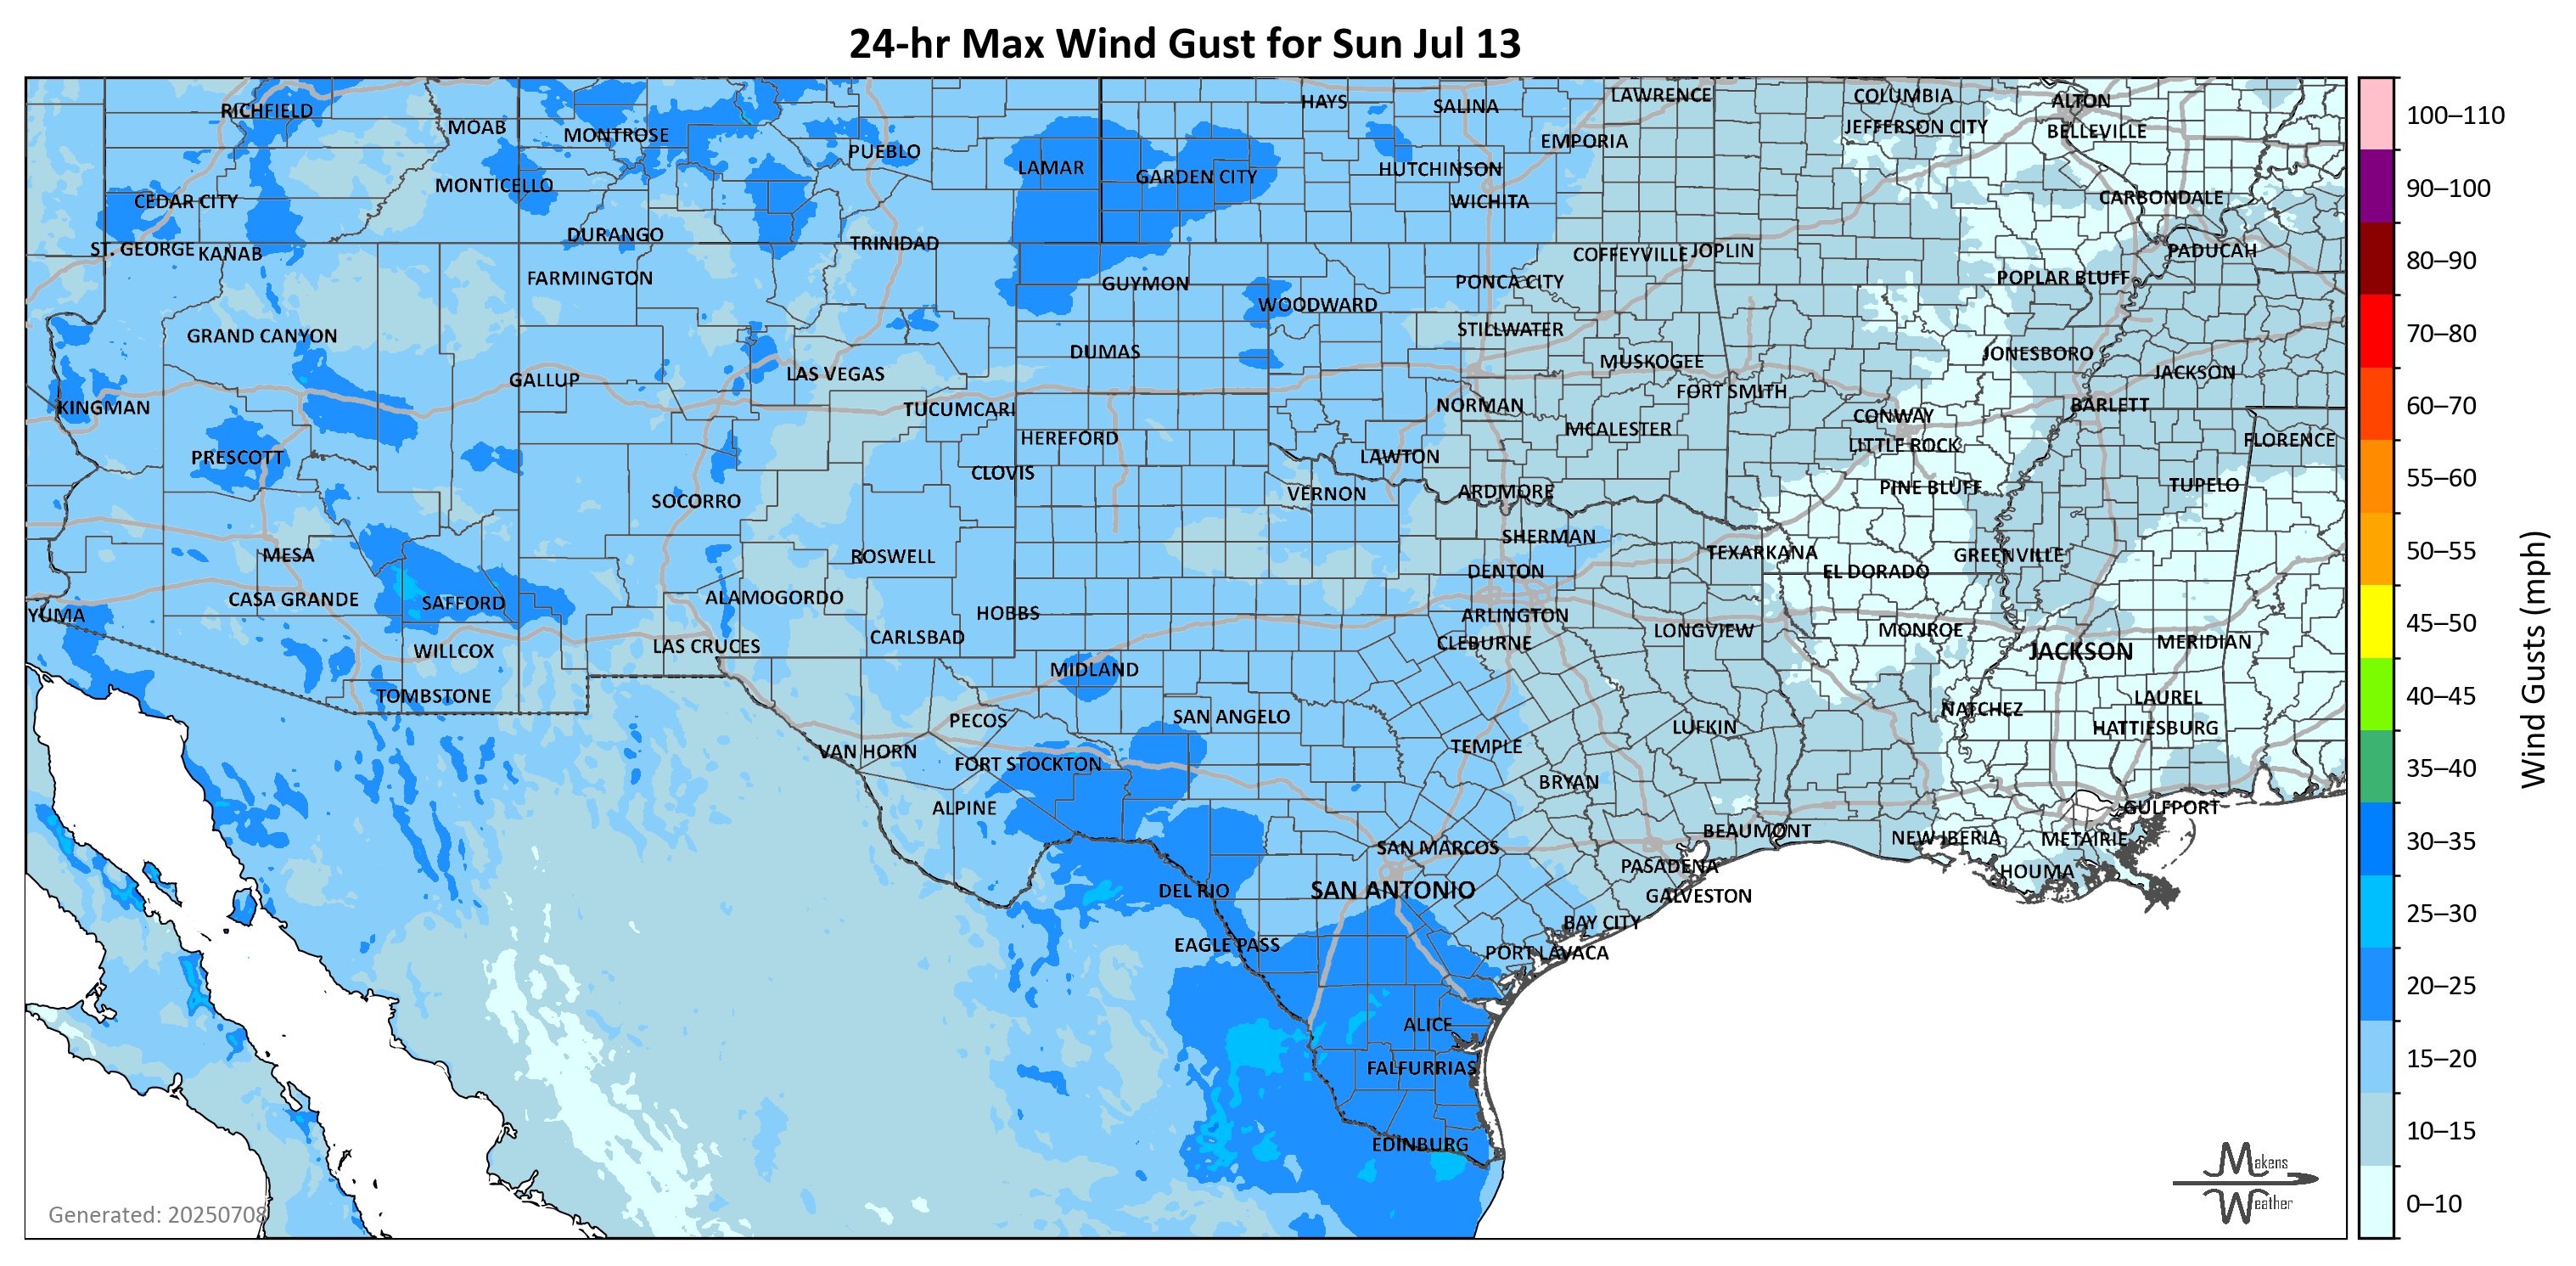 24-hr Max Wind Gust for Sun Jul 13
RICHFIELD
MOAB
MONTROSE
PUEBLO
LAMAR
GARDEN CITY
HAYS
SALINA
HUTCHINSON
WICHITA
EMPORIA
LAWRENCE
COLUMBIA
JEFFERSON CITY
ALTON
BELLEVILLE
CARBONDALE
CEDAR CITY
MONTICELLO
ST. GEORGE
KANAB
DURANGO
TRINIDAD
FARMINGTON
GUYMON
WOODWARD
PONCA CITY
COFFEYVILLE
JOPLIN
POPLAR BLUFF
PADUCAH
GRAND CANYON
STILLWATER
DUMAS
MUSKOGEE
JONESBORO
JACKSON
KINGMAN
GALLUP
LAS VEGAS
TUCUMCARI
NORMAN
FORT SMITH
CONWAY
BARLETT
PRESCOTT
HEREFORD
CLOVIS
LAWTON
MCALESTER
LITTLE ROCK
FLORENCE
SOCORRO
VERNON
ARDMORE
PINE BLUFF
TUPELO
MESA
ROSWELL
SHERMAN
TEXARKANA
GREENVILLE
DENTON
EL DORADO
YUMA
CASA GRANDE
SAFFORD
ALAMOGORDO
HOBBS
ARLINGTON
WILLCOX
LAS CRUCES
CARLSBAD
CLEBURNE
LONGVIEW
MONROE
JACKSON
MERIDIAN
TOMBSTONE
MIDLAND
PECOS
SAN ANGELO
LUFKIN
NATCHEZ
LAUREL
HATTIESBURG
VAN HORN
FORT STOCKTON
TEMPLE
BRYAN
ALPINE
GULFPORT
SAN MARCOS
BEAUMONT
NEW IBERIA
METAIRIE
DEL RIO
SAN ANTONIO
PASADENA
GALVESTON
HOUMA
EAGLE PASS
BAY CITY
PORT LAVACA
ALICE
FALFURRIAS
EDINBURG
Generated: 20250708
Makens
Weather
100–110
90–100
80–90
70–80
60–70
55–60
50–55
45–50
40–45
35–40
30–35
25–30
20–25
15–20
10–15
0–10
Wind Gusts (mph)